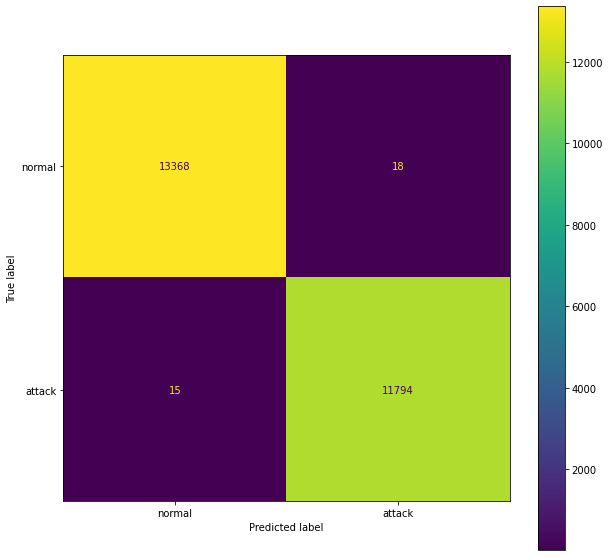 12000
10000
8000
6000
4000
2000
True label
normal
13368
18
attack
15
11794
normal
attack
Predicted label